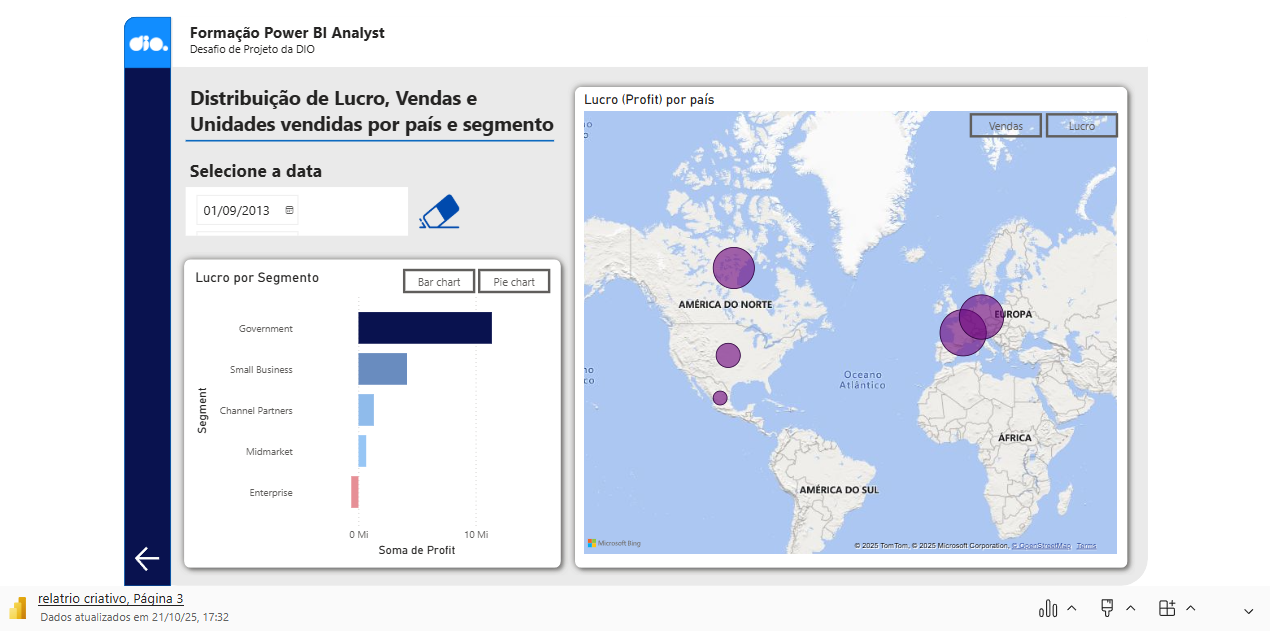 dio.
Formação Power BI Analyst
Desafio de Projeto da DIO
Distribuição de Lucro, Vendas e
Unidades vendidas por país e segmento
Selecione a data
01/09/2013
Lucro por Segmento
Bar chart
Pie chart
Segment
Government
Small Business
Channel Partners
Midmarket
Enterprise
0 Mi
10 Mi
Soma de Profit
Lucro (Profit) por país
Vendas
Lucro
AMÉRICA DO NORTE
EUROPA
Oceano
Atlântico
ÁFRICA
AMÉRICA DO SUL
Microsoft Bing
© 2025 TomTom, © 2025 Microsoft Corporation, © OpenStreetMap Terms
relatrio criativo, Página 3
Dados atualizados em 21/10/25, 17:32